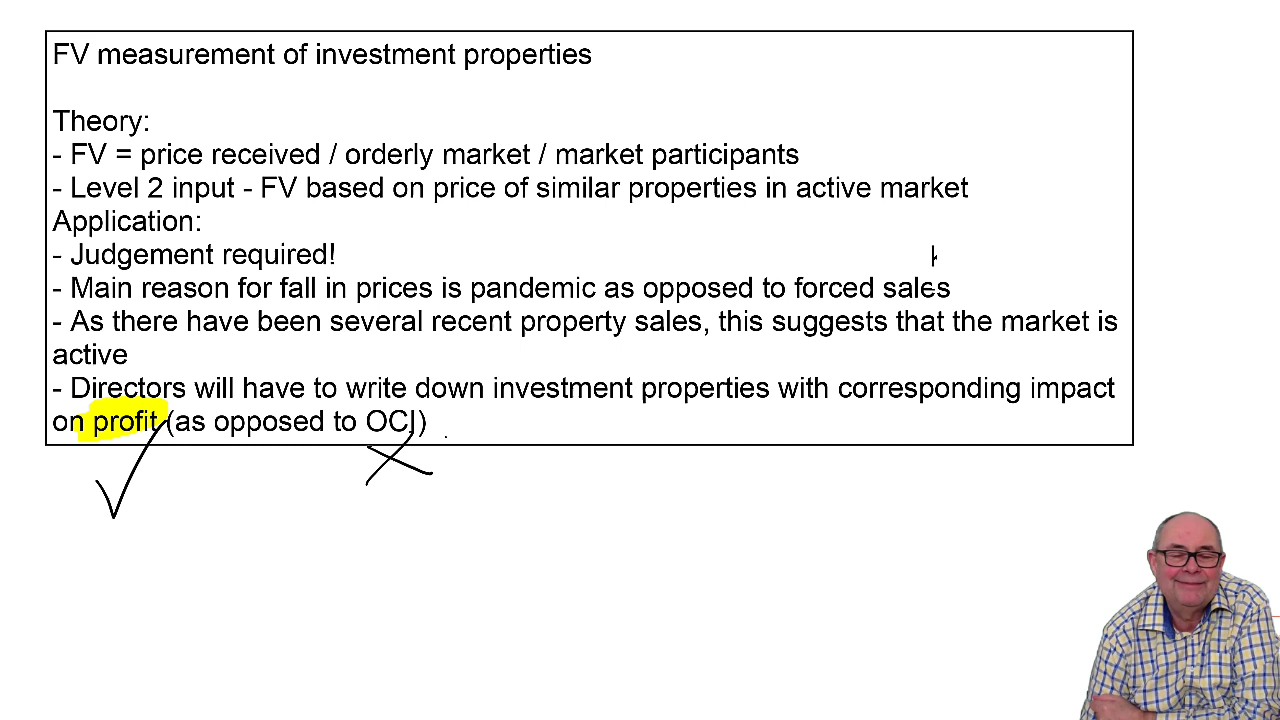 FV measurement of investment properties
Theory:
- FV = price received / orderly market / market participants
- Level 2 input - FV based on price of similar properties in active market
Application:
- Judgement required!
- Main reason for fall in prices is pandemic as opposed to forced sales
- As there have been several recent property sales, this suggests that the market is
active
- Directors will have to write down investment properties with corresponding impact
on profit (as opposed to OCI)